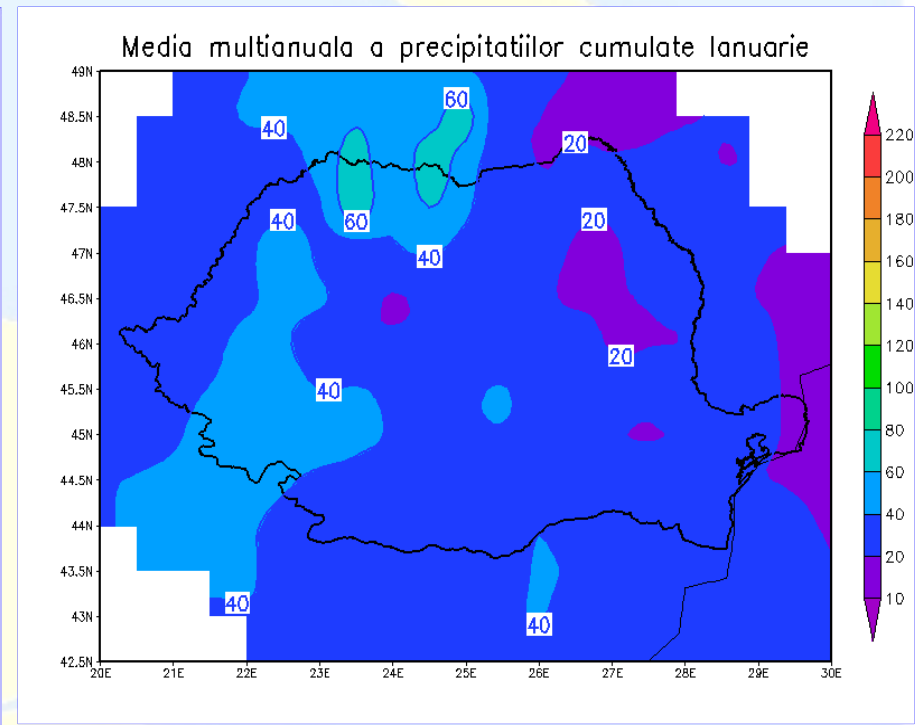 Media multianuala a precipitatiilor cumulate Ianuarie
49N
48.5N
48N
47.5N
47N
46.5N
46N
45.5N
45N
44.5N
44N
43.5N
43N
42.5N
20E 21E 22E 23E 24E 25E 26E 27E 28E 29E 30E
60
40
20
60
40
20
40
20
40
40
40
220
200
180
160
140
120
100
80
60
40
20
10